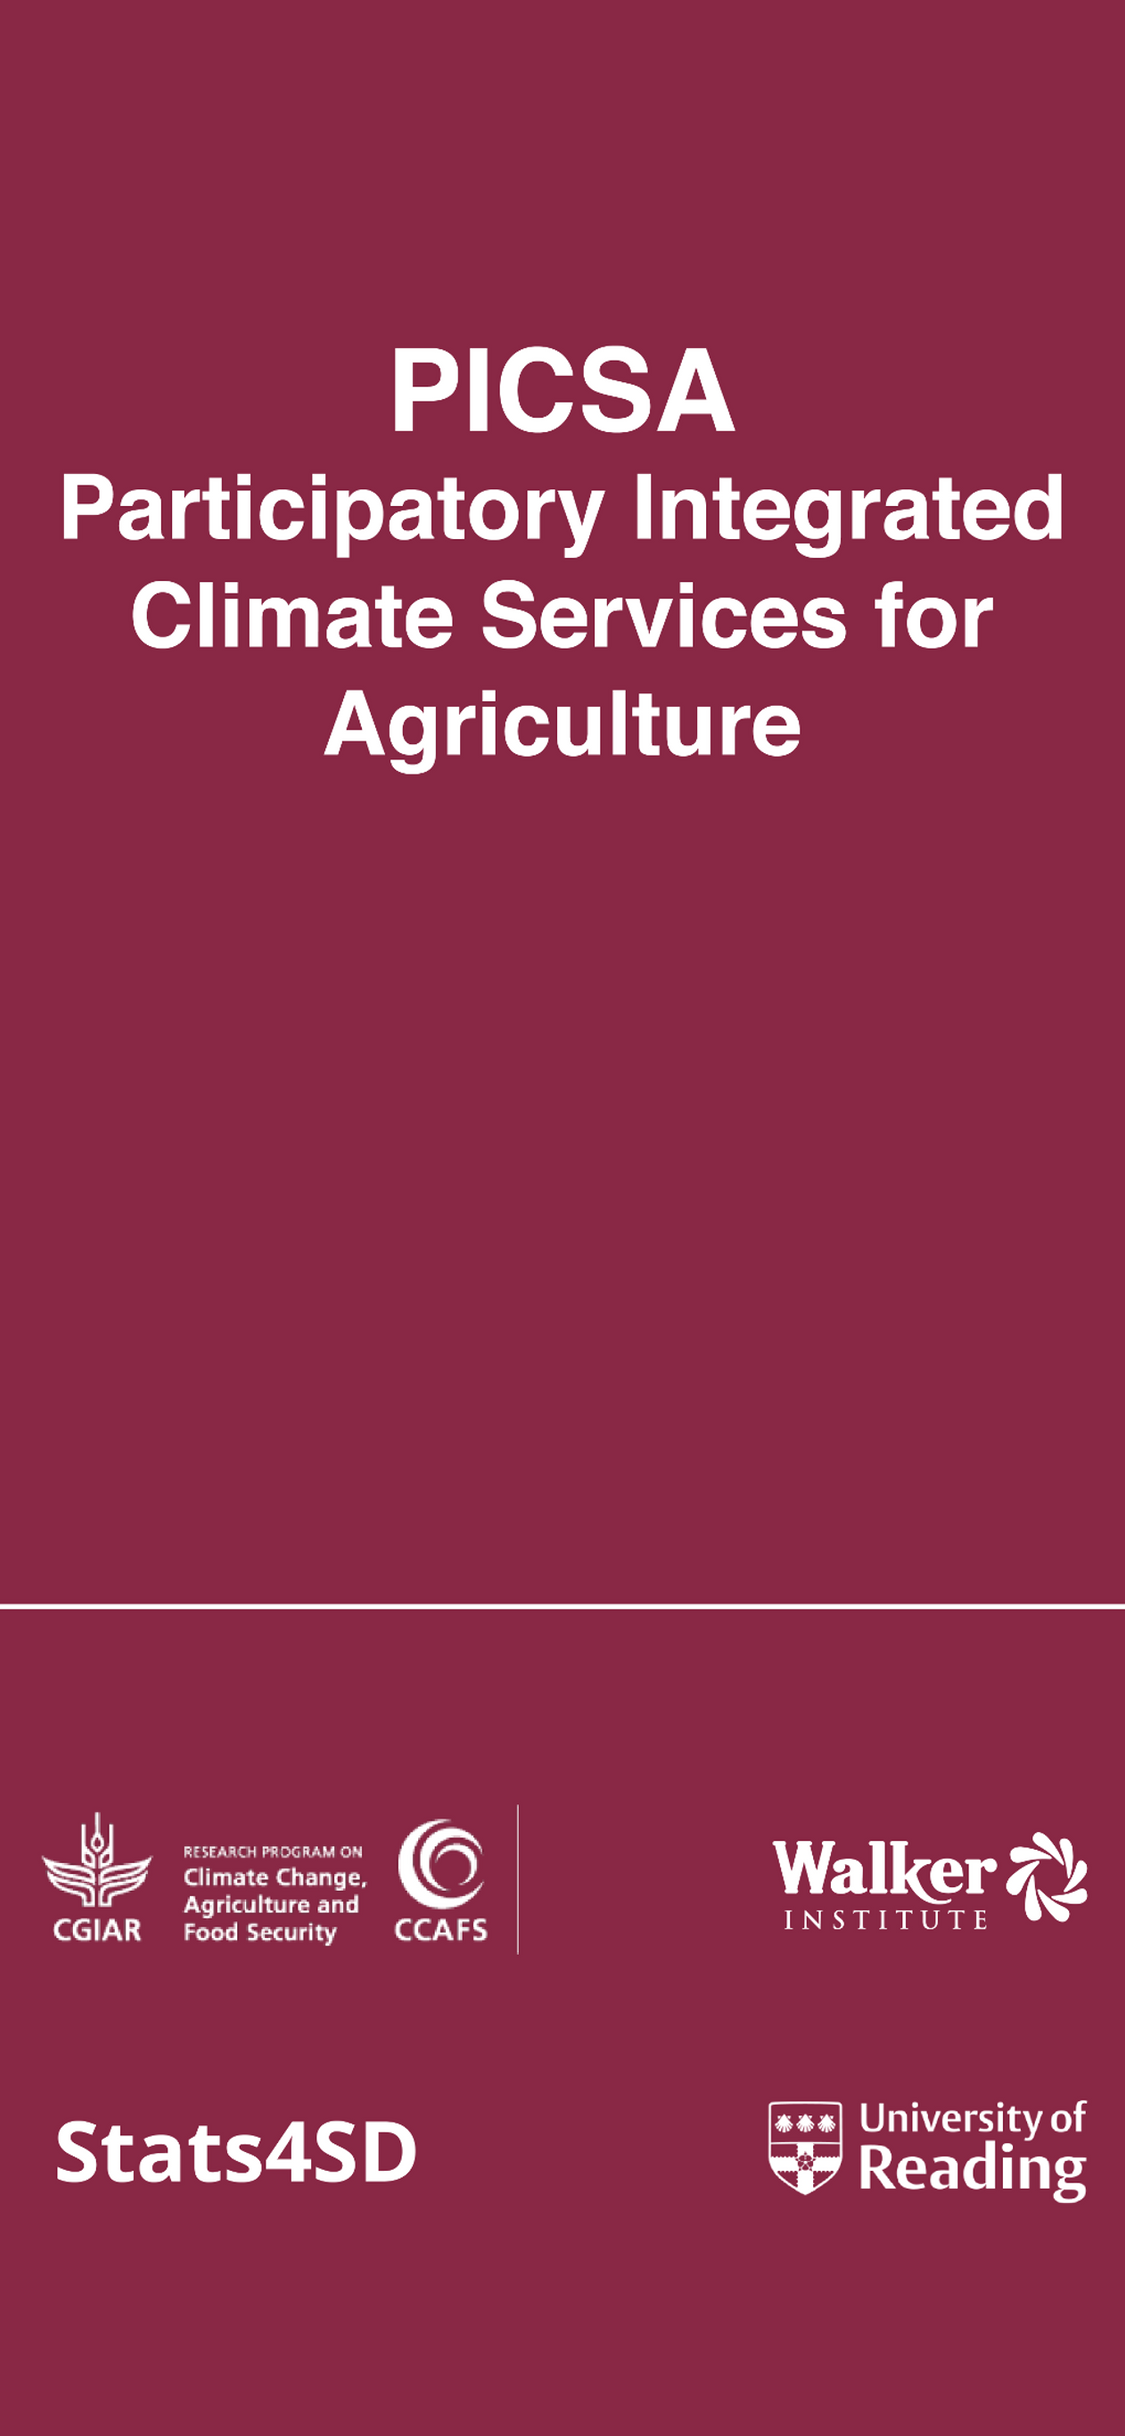 PICSA
Participatory Integrated
Climate Services for
Agriculture
CGIAR
RESEARCH PROGRAM ON
Climate Change,
Agriculture and
Food Security
CCAFS
Walker
INSTITUTE
Stats4SD
University of
Reading